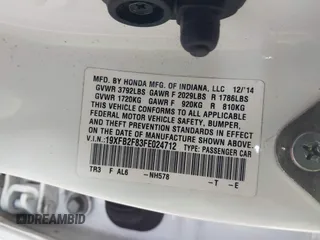 MFD. BY HONDA MFG. OF INDIANA, LLC 12/'14
GVWR 3792LBS GAWR F 2029LBS R 1786LBS
GVWR 1720KG GAWR F 920KG R 810KG
THIS VEHICLE CONFORMS TO ALL APPLICABLE
FEDERAL MOTOR VEHICLE SAFETY, BUMPER,
AND THEFT PREVENTION STANDARDS IN EFFECT
ON THE DATE OF MANUFACTURE SHOWN ABOVE.
V.I.N.:19XFB2F83FE024712
TYPE: PASSENGER CAR
TR3 F AL6 -NH578 -T -E
© DREAMBID